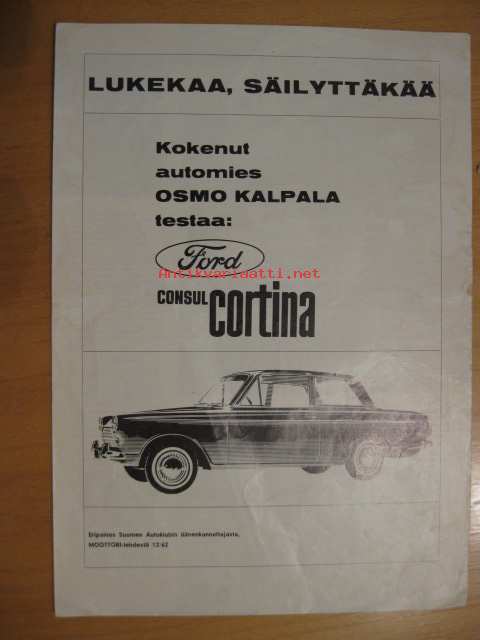 LUKEKAA, SÄILYTTÄKÄÄ
Kokenut
automies
OSMO KALPALA
testaa:
Ford
Antikvariaatti.net
CONSUL cortina
Eripainos Suomen Autoklubin äänenkannattajasta,
MOOTTORI-lehdestä 12/62